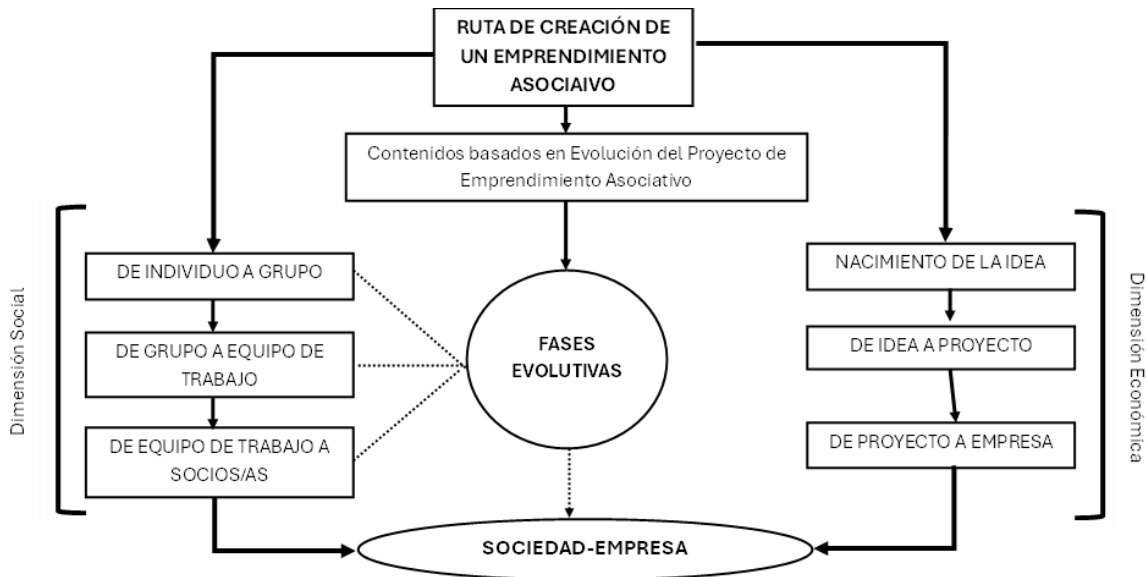 RUTA DE CREACIÓN DE
UN EMPRENDIMIENTO
ASOCIAIVO
Contenidos basados en Evolución del Proyecto de
Emprendimiento Asociativo
Dimensión Social
DE INDIVIDUO A GRUPO
DE GRUPO A EQUIPO DE
TRABAJO
DE EQUIPO DE TRABAJO A
SOCIOS/AS
FASES
EVOLUTIVAS
NACIMIENTO DE LA IDEA
DE IDEA A PROYECTO
DE PROYECTO A EMPRESA
Dimensión Económica
SOCIEDAD-EMPRESA